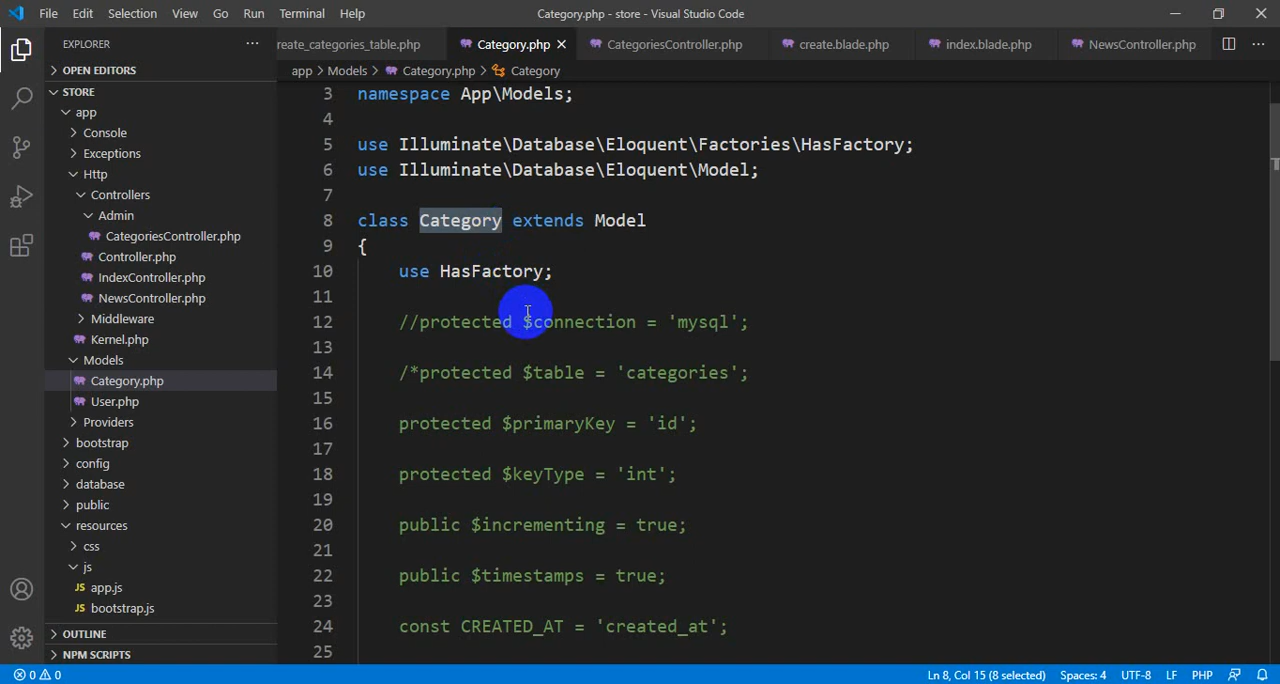 File Edit Selection View Go Run Terminal Help
Category.php - store - Visual Studio Code
EXPLORER
reate_categories_table.php Category.php CategoriesController.php create.blade.php index.blade.php NewsController.php
OPEN EDITORS
app > Models > Category.php > Category
STORE
app
Console
Exceptions
Http
Controllers
Admin
CategoriesController.php
Controller.php
IndexController.php
NewsController.php
Middleware
Kernel.php
Models
Category.php
User.php
Providers
bootstrap
config
database
public
resources
css
js
JS app.js
JS bootstrap.js
OUTLINE
NPM SCRIPTS
3 namespace App\Models;
4
5 use Illuminate\Database\Eloquent\Factories\HasFactory;
6 use Illuminate\Database\Eloquent\Model;
7
8 class Category extends Model
9 {
10 use HasFactory;
11
12 //protected $connection = 'mysql';
13
14 /*protected $table = 'categories';
15
16 protected $primaryKey = 'id';
17
18 protected $keyType = 'int';
19
20 public $incrementing = true;
21
22 public $timestamps = true;
23
24 const CREATED_AT = 'created_at';
25
0 0 Ln 8, Col 15 (8 selected) Spaces: 4 UTF-8 LF PHP